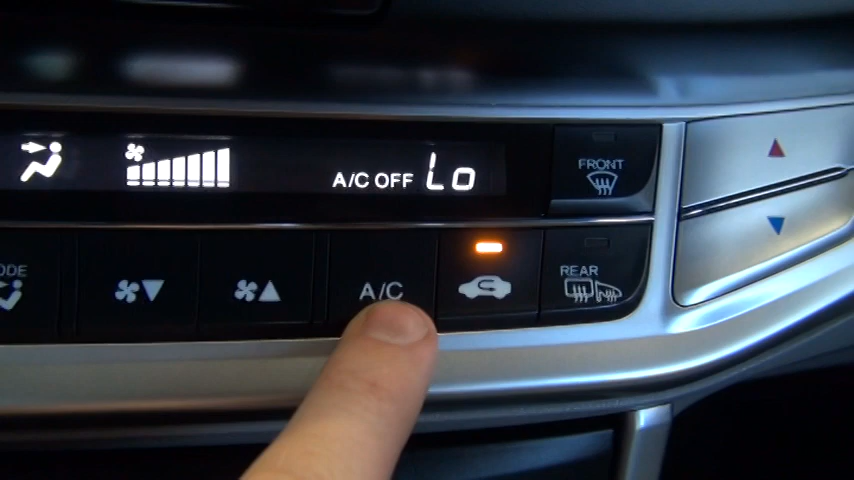 A/C OFF Lo
FRONT
ODE
A/C
REAR